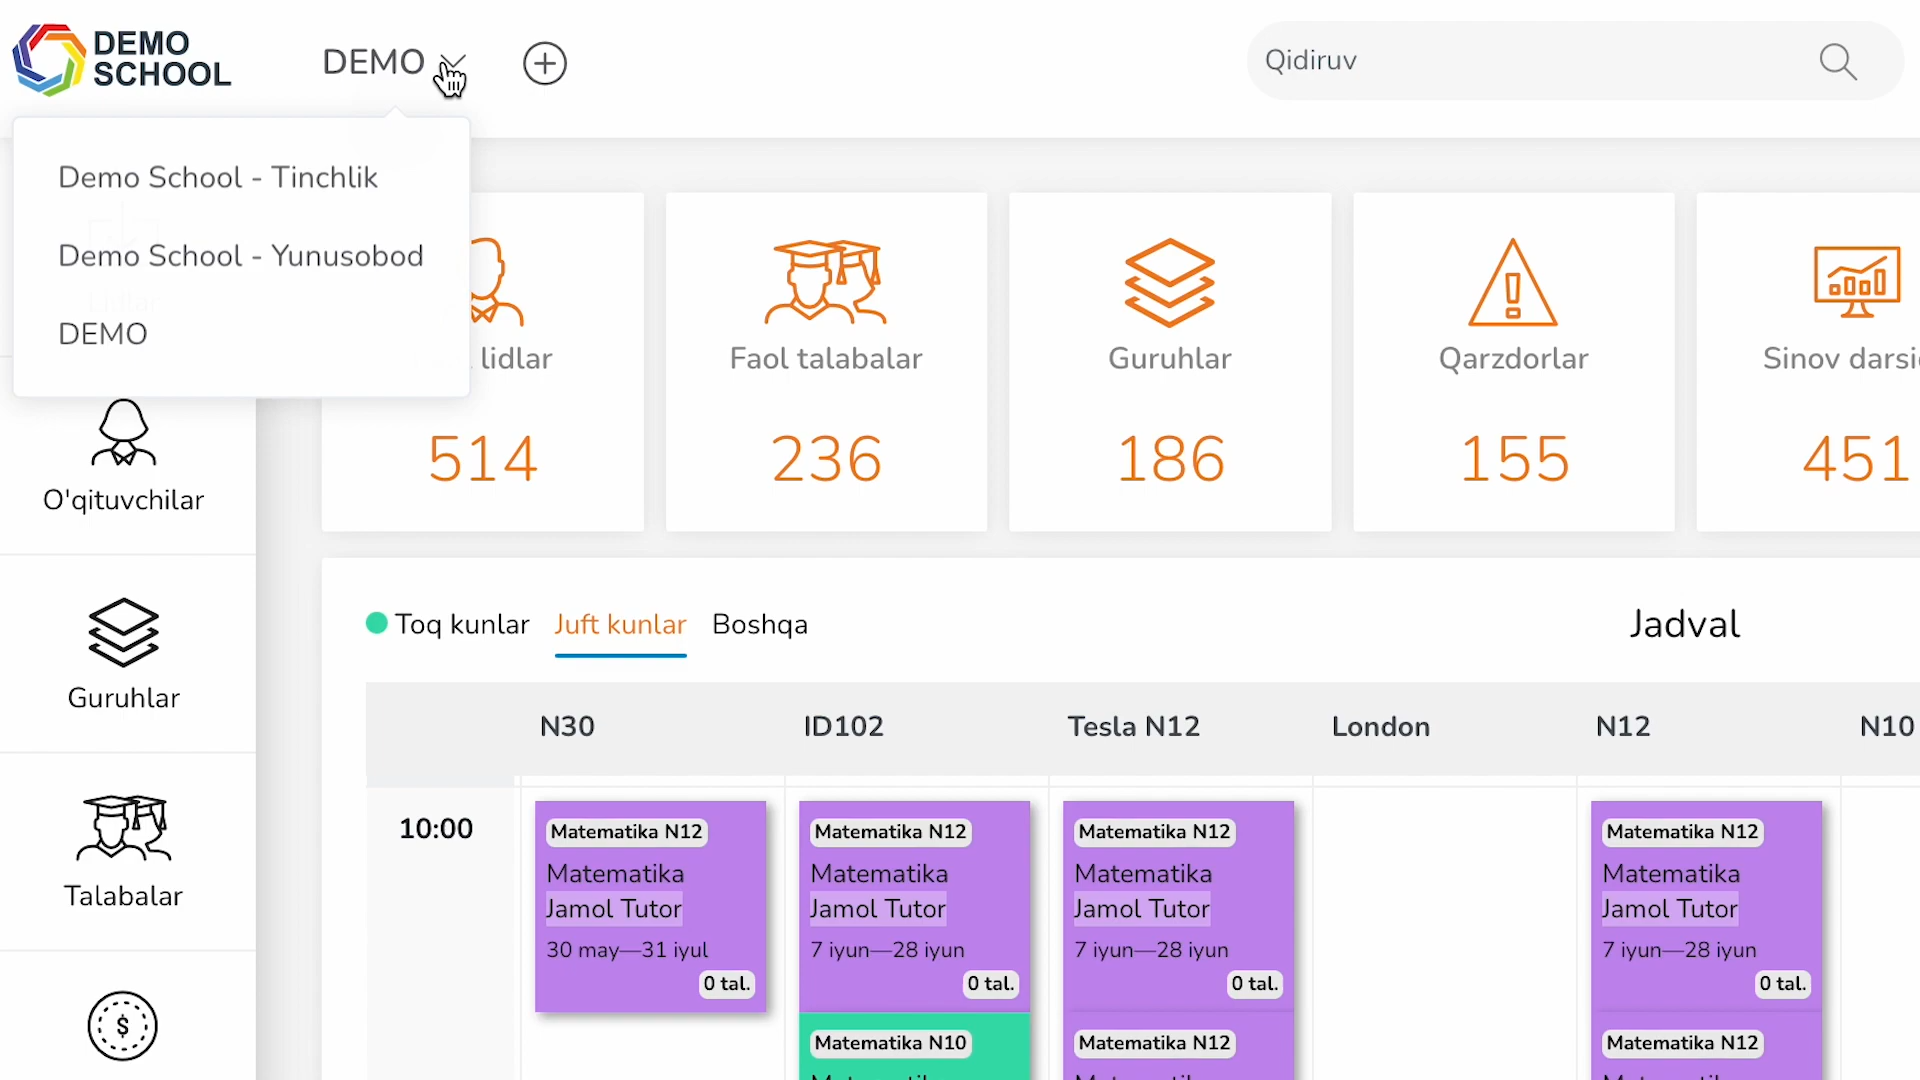 DEMO
SCHOOL
DEMO
Qidiruv
Demo School - Tinchlik
Demo School - Yunusobod
DEMO
Lidlar
lidlar
514
Faol talabalar
236
Guruhlar
186
Qarzdorlar
155
Sinov
451
O'qituvchilar
Guruhlar
Talabalar
Toq kunlar
Juft kunlar
Boshqa
Jadval
N30
ID102
Tesla N12
London
N12
N10
10:00
Matematika N12
Matematika
Jamol Tutor
30 may—31 iyul
0 tal.
Matematika N12
Matematika
Jamol Tutor
7 iyun—28 iyun
0 tal.
Matematika N10
Matematika N12
Matematika
Jamol Tutor
7 iyun—28 iyun
0 tal.
Matematika N12
Matematika N12
Matematika
Jamol Tutor
7 iyun—28 iyun
0 tal.
Matematika N12